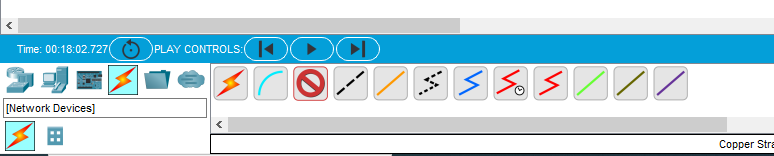 Time: 00:18:02.727 PLAY CONTROLS:
[Network Devices]
Copper Stra